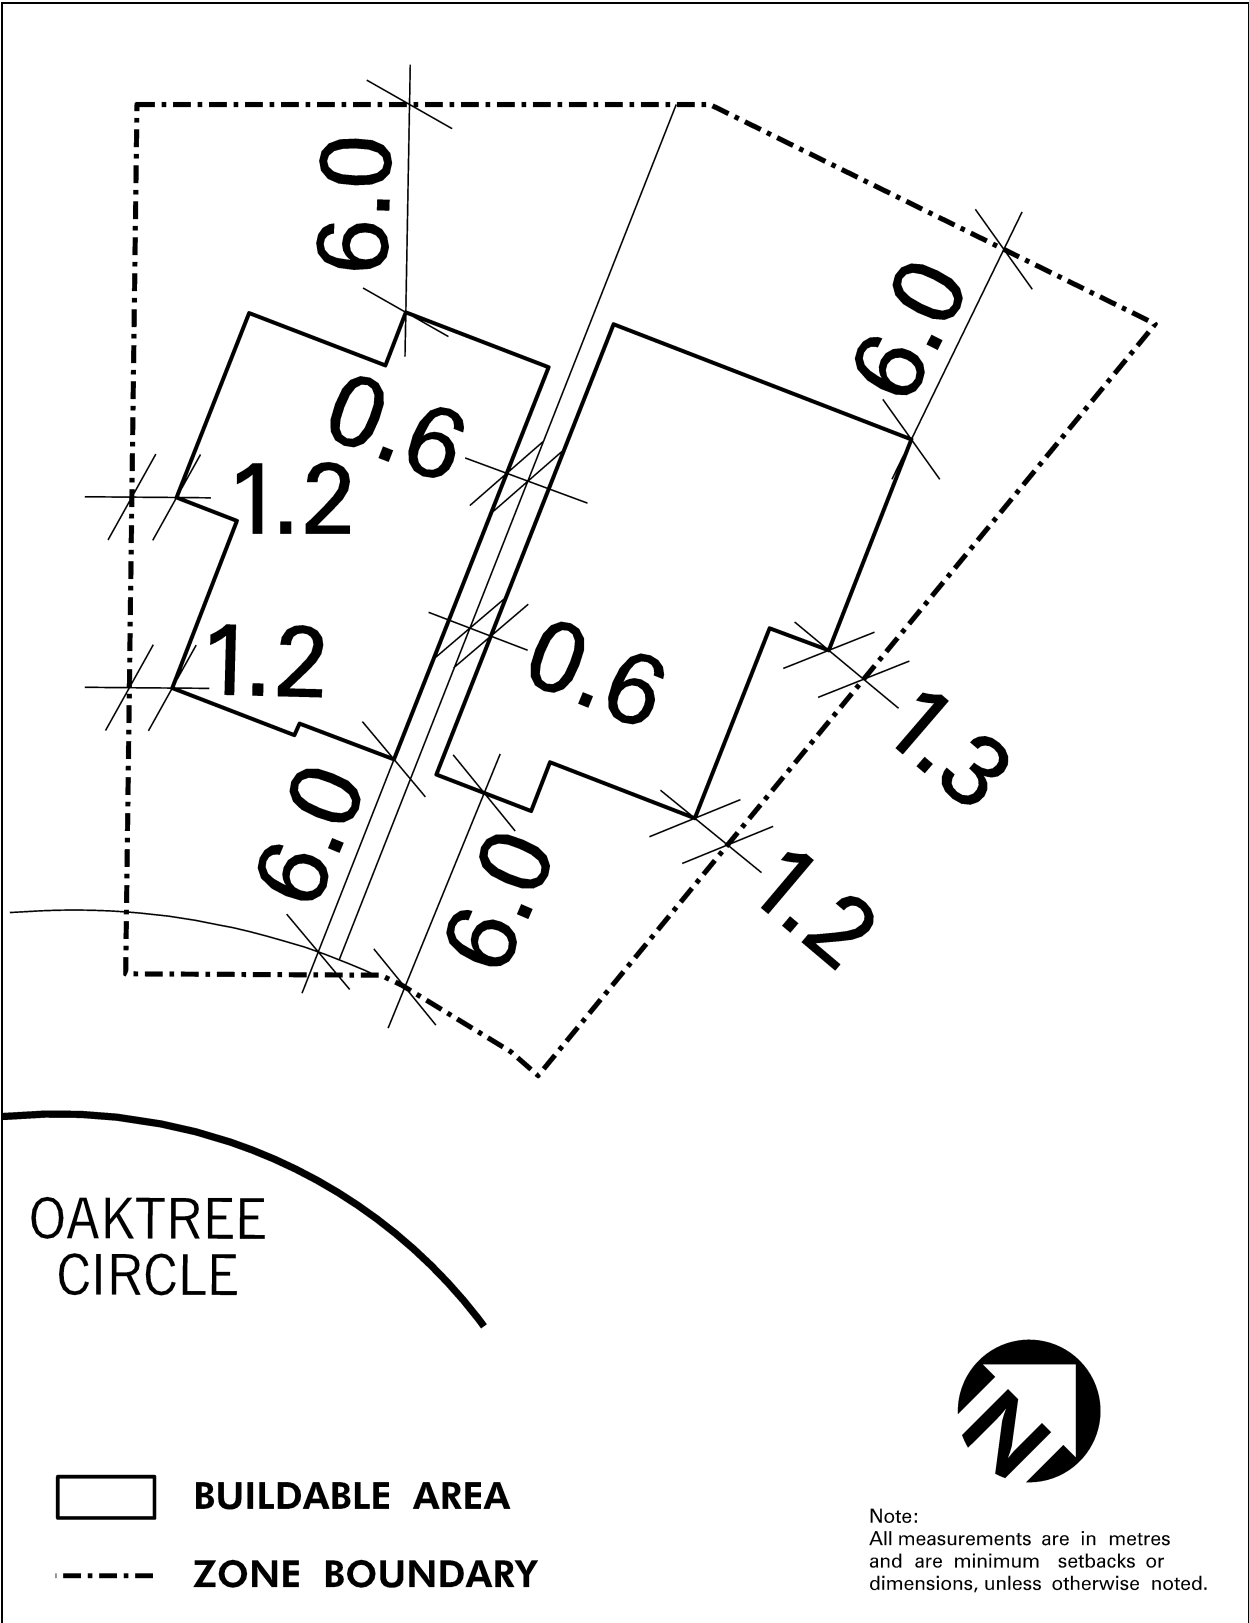 6.0
6.0
0.6
1.2
1.2
0.6
1.3
6.0
6.0
1.2
OAKTREE
CIRCLE
N
BUILDABLE AREA
ZONE BOUNDARY
Note:
All measurements are in metres
and are minimum setbacks or
dimensions, unless otherwise noted.